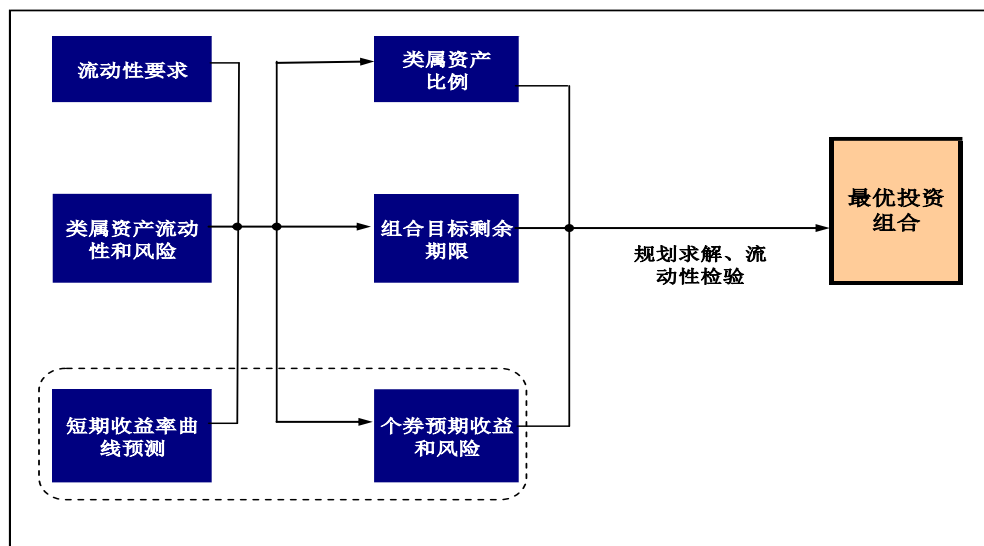 流动性要求
类属资产
比例
类属资产流动
性和风险
组合目标剩余
期限
规划求解、流
动性检验
最优投资
组合
短期收益率曲
线预测
个券预期收益
和风险